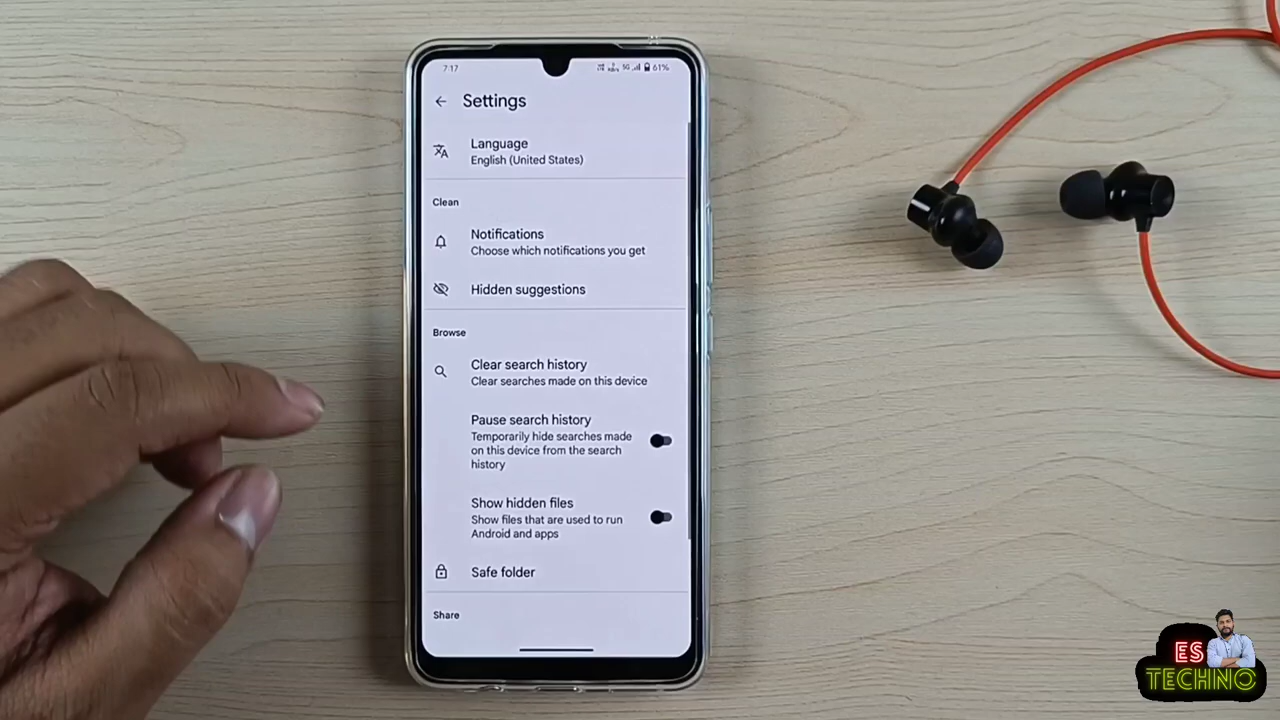 7:17
5G
61%
Settings
Language
English (United States)
Clean
Notifications
Choose which notifications you get
Hidden suggestions
Browse
Clear search history
Clear searches made on this device
Pause search history
Temporarily hide searches made
on this device from the search
history
Show hidden files
Show files that are used to run
Android and apps
Safe folder
Share
ES
TECHNO